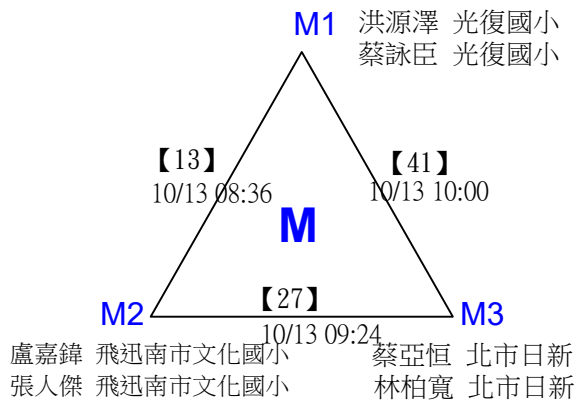 M1
洪源澤 光復國小
蔡詠臣 光復國小
【13】
10/13 08:36
【41】
10/13 10:00
M
【27】
10/13 09:24
M2
M3
盧嘉鍏 飛迅南市文化國小
張人傑 飛迅南市文化國小
蔡亞恒 北市日新
林柏寬 北市日新